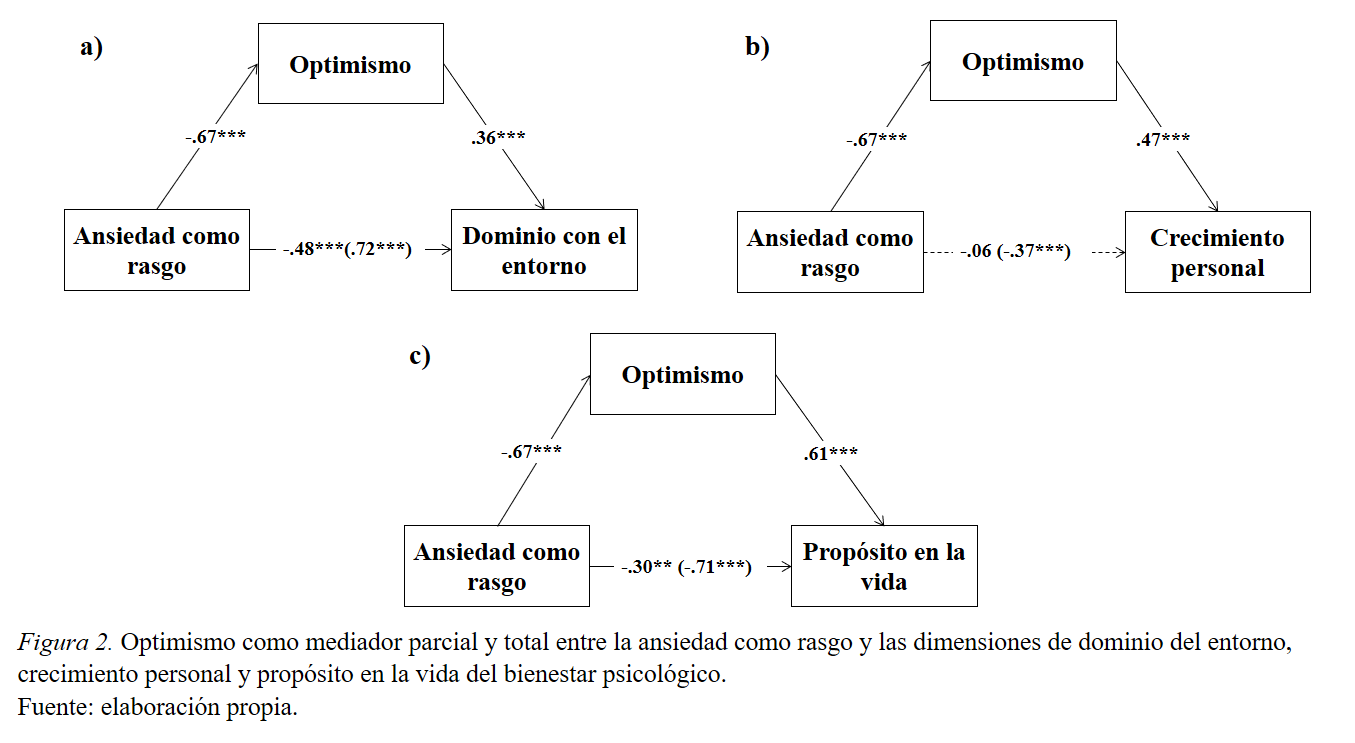 a)
Optimismo
-.67***
.36***
Ansiedad como
rasgo
-.48***(.72***)
Dominio con el
entorno
b)
Optimismo
-.67***
.47***
Ansiedad como
rasgo
-.06 (-.37***)
Crecimiento
personal
c)
Optimismo
-.67***
.61***
Ansiedad como
rasgo
-.30** (-.71***)
Propósito en la
vida
Figura 2. Optimismo como mediador parcial y total entre la ansiedad como rasgo y las dimensiones de dominio del entorno,
crecimiento personal y propósito en la vida del bienestar psicológico.
Fuente: elaboración propia.